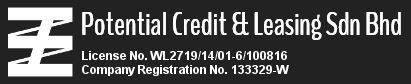 Potential Credit & Leasing Sdn Bhd
License No. WL2719/14/01-6/100816
Company Registration No. 133329-W